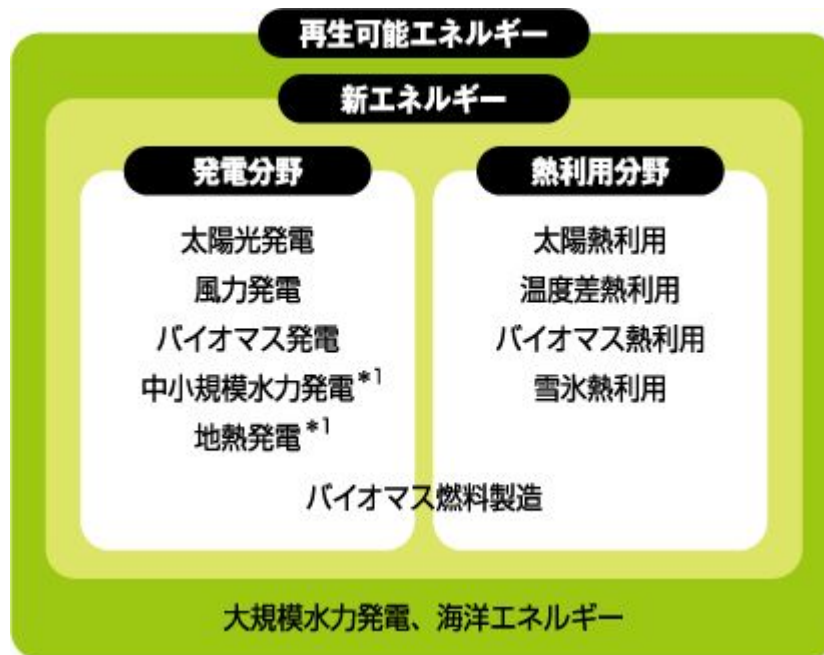 再生可能エネルギー
新エネルギー
発電分野
太陽光発電
風力発電
バイオマス発電
中小規模水力発電*1
地熱発電*1
熱利用分野
太陽熱利用
温度差熱利用
バイオマス熱利用
雪氷熱利用
バイオマス燃料製造
大規模水力発電、海洋エネルギー